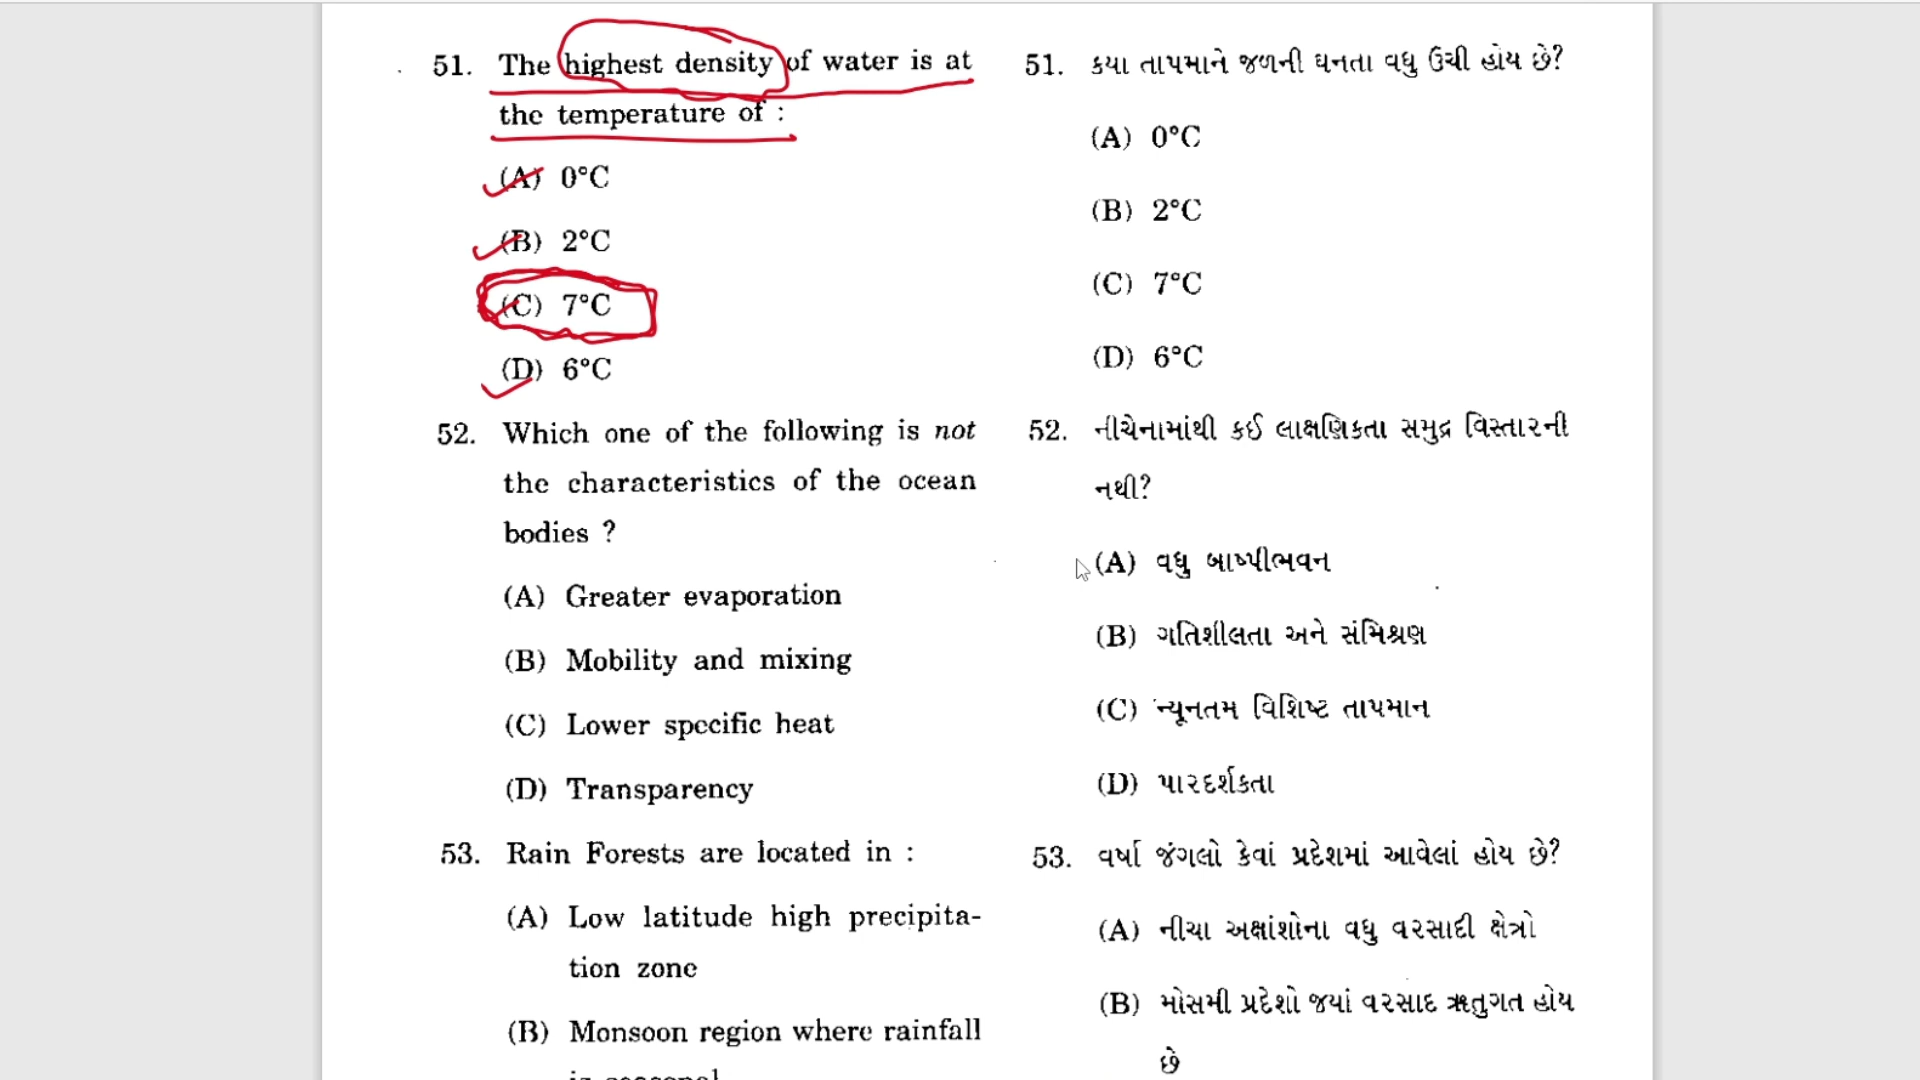 51. The highest density of water is at
the temperature of :
(A) 0°C
(B) 2°C
(C) 7°C
(D) 6°C
52. Which one of the following is not
the characteristics of the ocean
bodies ?
(A) Greater evaporation
(B) Mobility and mixing
(C) Lower specific heat
(D) Transparency
53. Rain Forests are located in :
(A) Low latitude high precipita-
tion zone
(B) Monsoon region where rainfall
is seasonal
51. કયા તાપમાને જળની ઘનતા વધુ ઉંચી હોય છે?
(A) 0°C
(B) 2°C
(C) 7°C
(D) 6°C
52. નીચેનામાંથી કઈ લાક્ષણિકતા સમુદ્ર વિસ્તારની
નથી?
(A) વધુ બાષ્પીભવન
(B) ગતિશીલતા અને સંમિશ્રણ
(C) ન્યૂનતમ વિશિષ્ટ તાપમાન
(D) પારદર્શકતા
53. વર્ષા જંગલો કેવાં પ્રદેશમાં આવેલાં હોય છે?
(A) નીચા અક્ષાંશોના વધુ વરસાદી ક્ષેત્રો
(B) મોસમી પ્રદેશો જયાં વરસાદ ઋતુગત હોય
છે